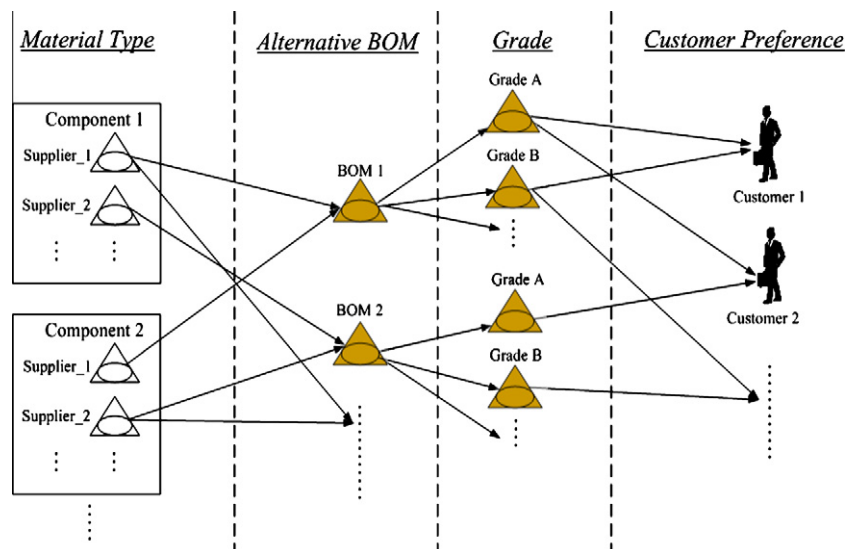 Material Type
Alternative BOM
Grade
Customer Preference
Component 1
Supplier_1
Supplier_2
Component 2
Supplier_1
Supplier_2
BOM 1
BOM 2
Grade A
Grade B
Grade A
Grade B
Customer 1
Customer 2